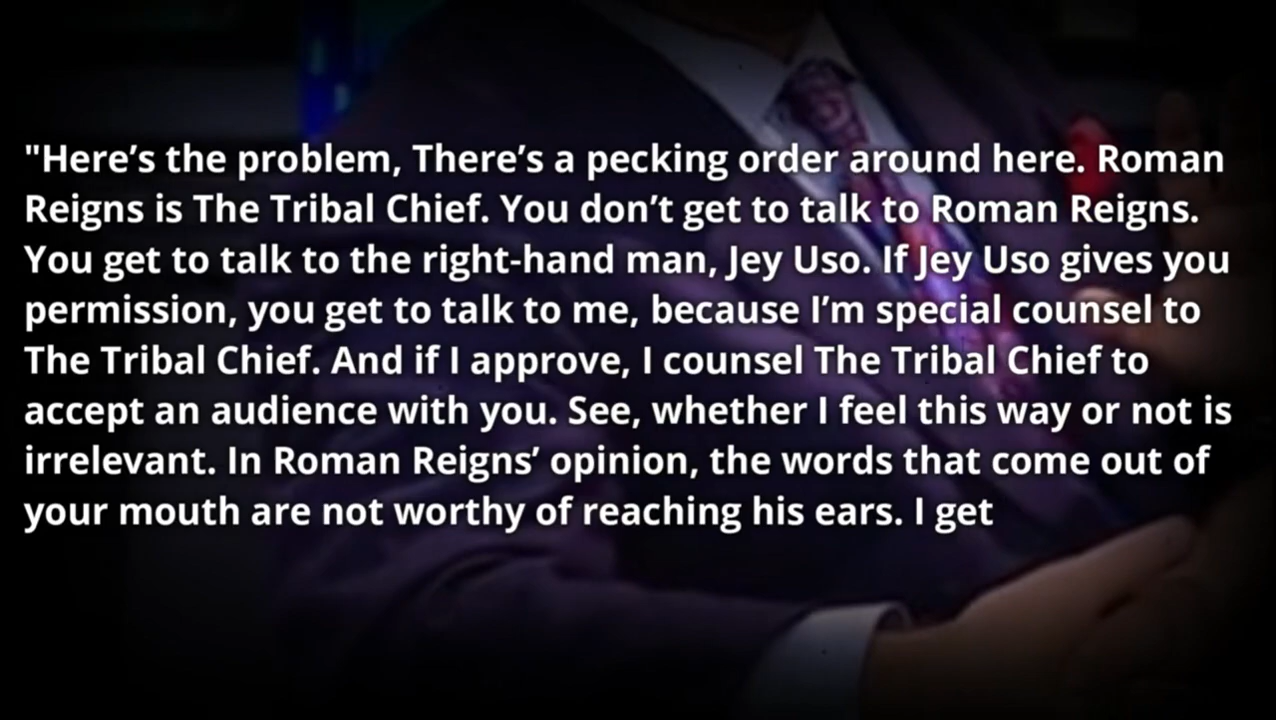 "Here’s the problem, There’s a pecking order around here. Roman
Reigns is The Tribal Chief. You don’t get to talk to Roman Reigns.
You get to talk to the right-hand man, Jey Uso. If Jey Uso gives you
permission, you get to talk to me, because I’m special counsel to
The Tribal Chief. And if I approve, I counsel The Tribal Chief to
accept an audience with you. See, whether I feel this way or not is
irrelevant. In Roman Reigns’ opinion, the words that come out of
your mouth are not worthy of reaching his ears. I get